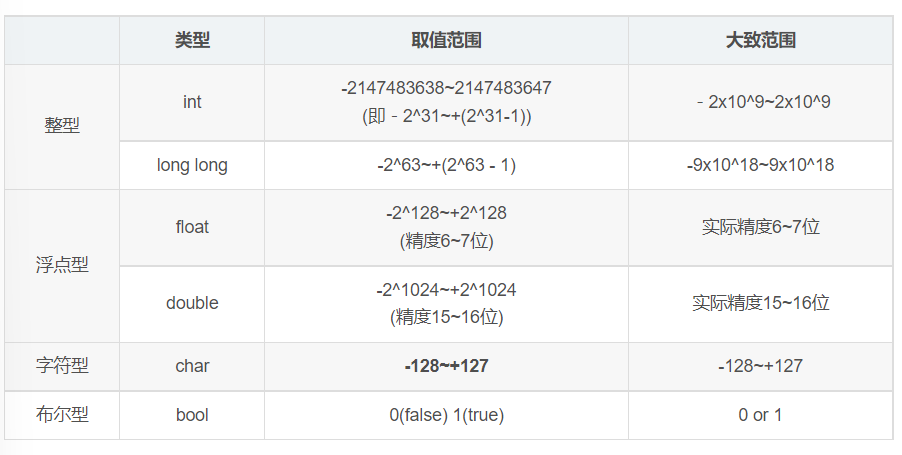 类型 取值范围 大致范围
整型 int -2147483638~2147483647 (即 - 2^31~+(2^31-1)) - 2x10^9~2x10^9
long long -2^63~+(2^63 - 1) -9x10^18~9x10^18
浮点型 float -2^128~+2^128 (精度6~7位) 实际精度6~7位
double -2^1024~+2^1024 (精度15~16位) 实际精度15~16位
字符型 char -128~+127 -128~+127
布尔型 bool 0(false) 1(true) 0 or 1